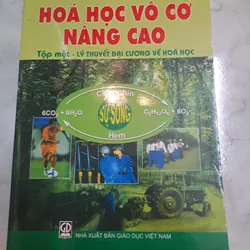 HOÁ HỌC VÔ CƠ
NÂNG CAO
Tập một - LÝ THUYẾT ĐẠI CƯƠNG VỀ HOÁ HỌC
6CO₂ + 6H₂O
SỰ SỐNG
C₆H₁₂O₆ + 6O₂
Hem
NHÀ XUẤT BẢN GIÁO DỤC VIỆT NAM